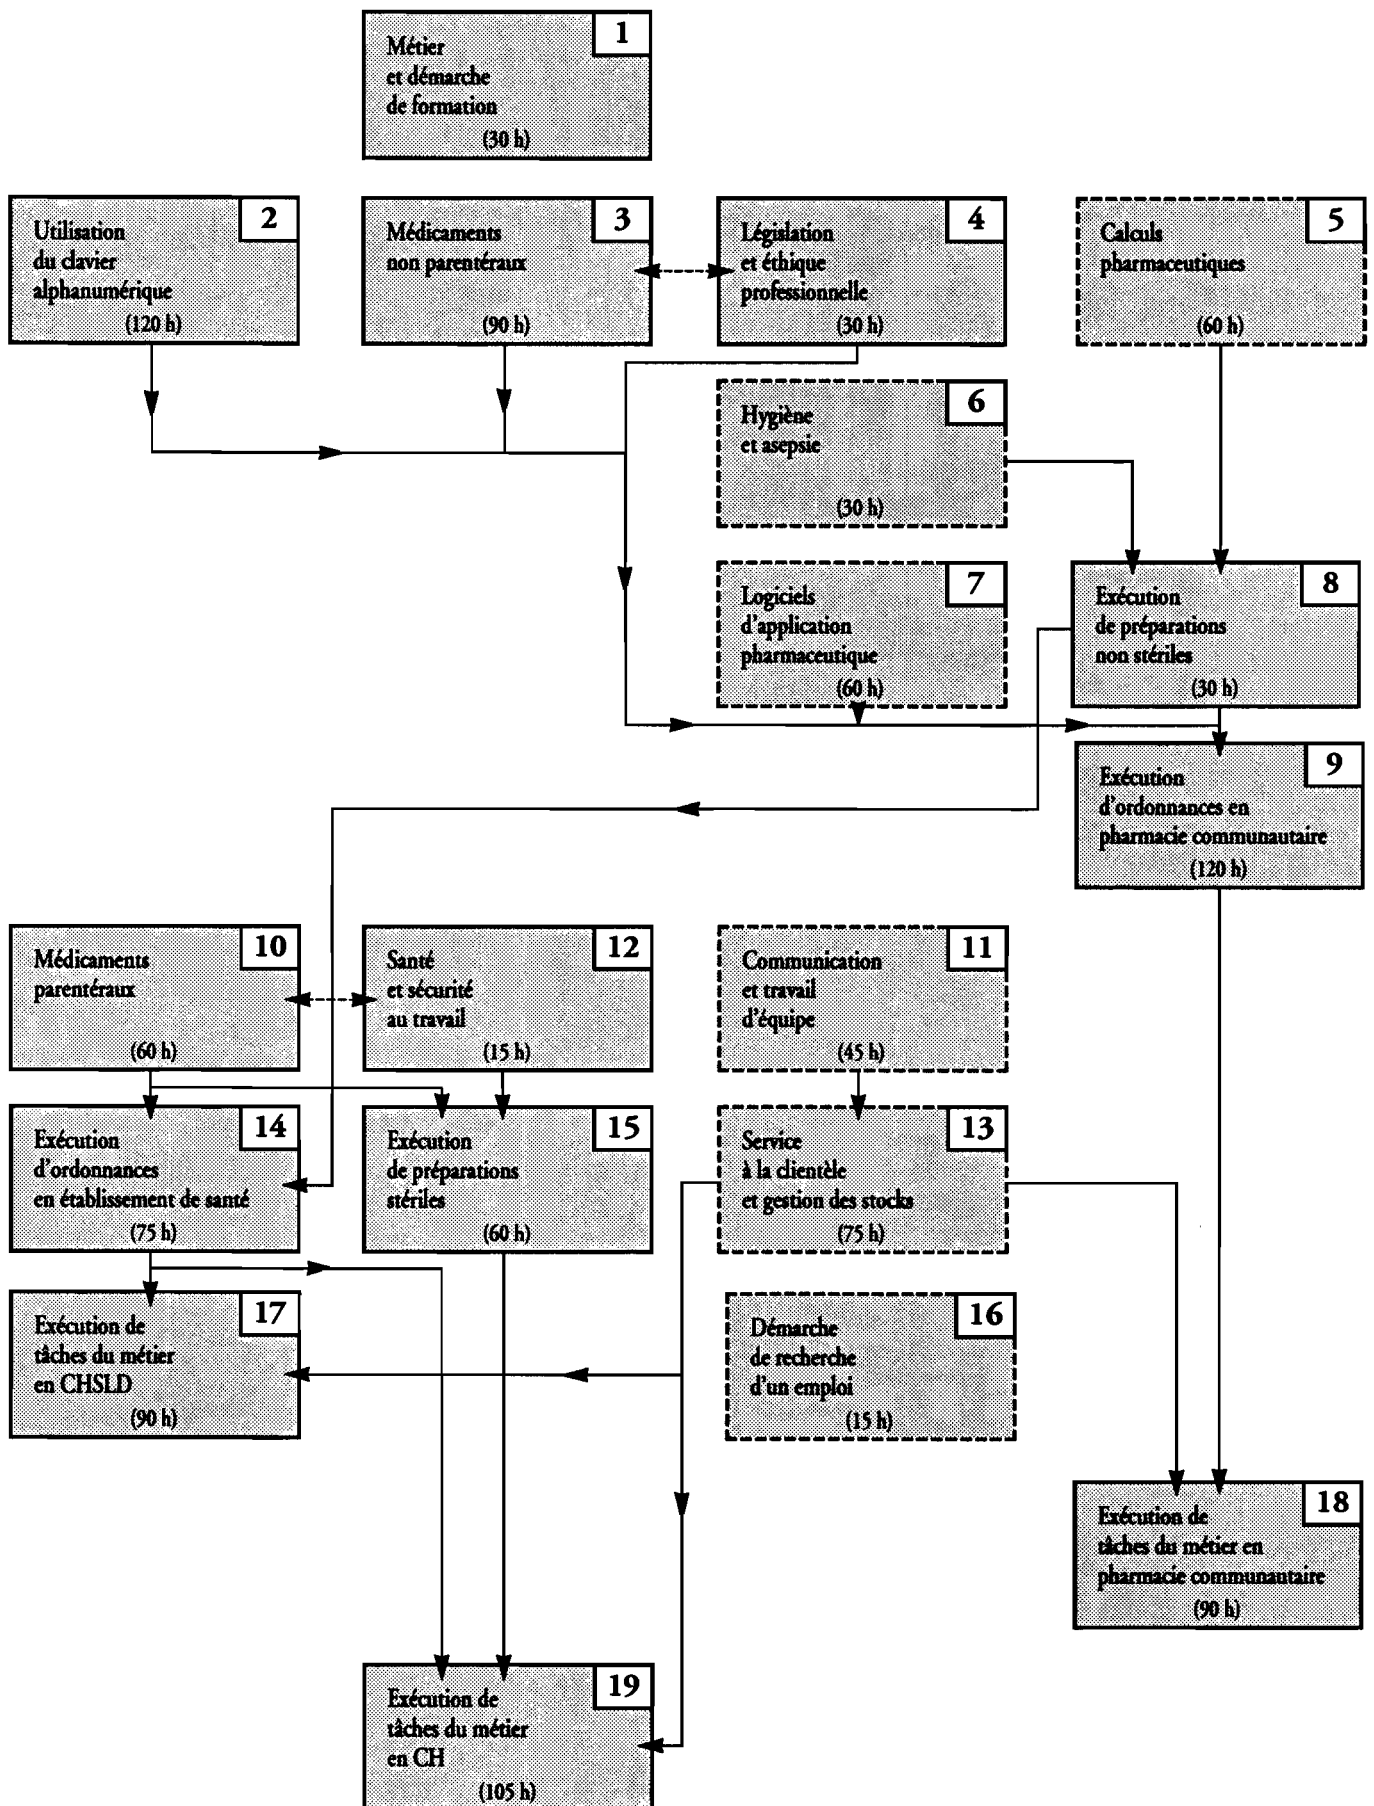 1
Métier
et démarche
de formation
(30 h)
2
Utilisation
du clavier
alphanumérique
(120 h)
3
Médicaments
non parentéraux
(90 h)
4
Législation
et éthique
professionnelle
(30 h)
5
Calculs
pharmaceutiques
(60 h)
6
Hygiène
et asepsie
(30 h)
7
Logiciels
d'application
pharmaceutique
(60 h)
8
Exécution
de préparations
non stériles
(30 h)
9
Exécution
d'ordonnances en
pharmacie communautaire
(120 h)
10
Médicaments
parentéraux
(60 h)
12
Santé
et sécurité
au travail
(15 h)
11
Communication
et travail
d'équipe
(45 h)
14
Exécution
d'ordonnances
en établissement de santé
(75 h)
15
Exécution
de préparations
stériles
(60 h)
13
Service
à la clientèle
et gestion des stocks
(75 h)
17
Exécution de
tâches du métier
en CHSLD
(90 h)
16
Démarche
de recherche
d'un emploi
(15 h)
18
Exécution de
tâches du métier en
pharmacie communautaire
(90 h)
19
Exécution de
tâches du métier
en CH
(105 h)